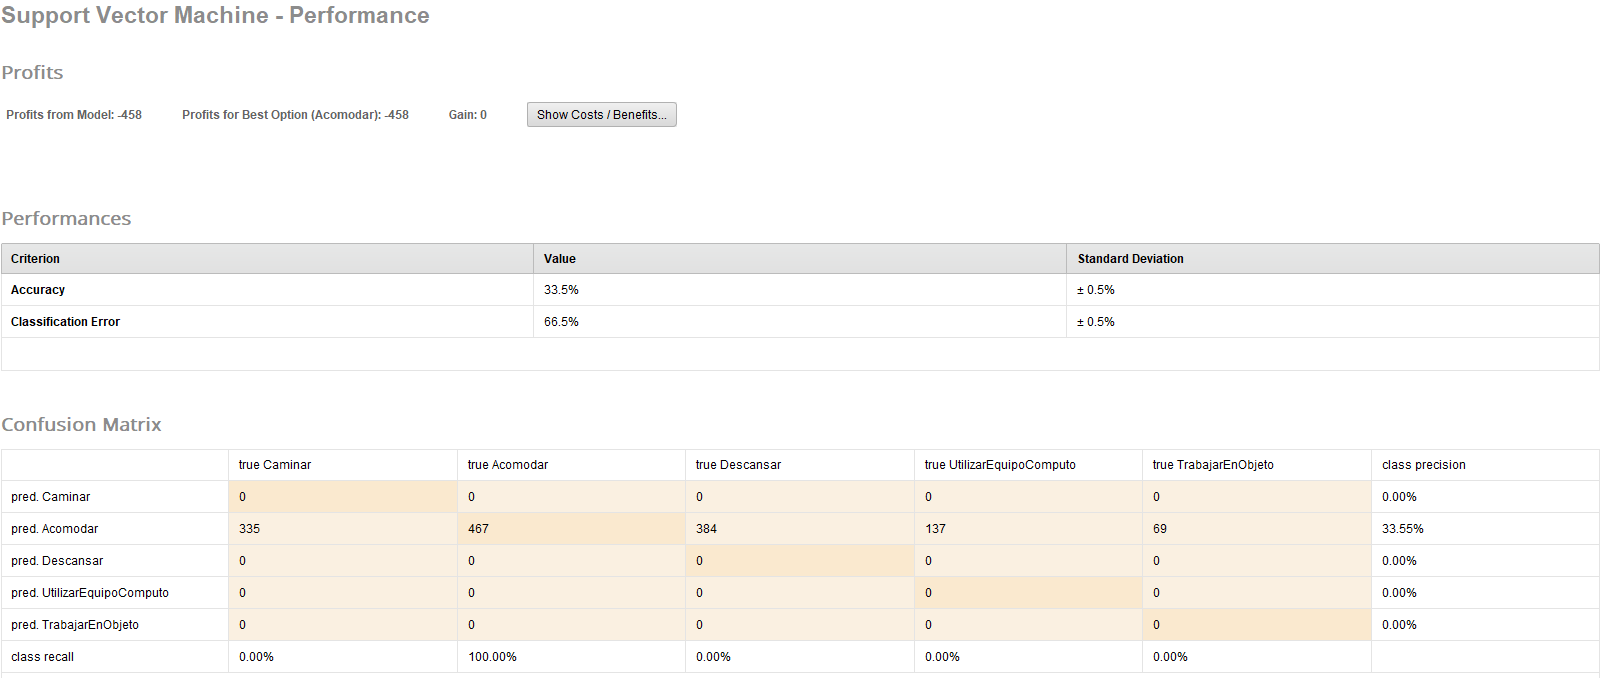 Support Vector Machine - Performance
Profits
Profits from Model: -458 Profits for Best Option (Acomodar): -458 Gain: 0 Show Costs / Benefits...
Performances
Criterion Value Standard Deviation
Accuracy 33.5% ± 0.5%
Classification Error 66.5% ± 0.5%
Confusion Matrix
true Caminar true Acomodar true Descansar true UtilizarEquipoComputo true TrabajarEnObjeto class precision
pred. Caminar 0 0 0 0 0 0.00%
pred. Acomodar 335 467 384 137 69 33.55%
pred. Descansar 0 0 0 0 0 0.00%
pred. UtilizarEquipoComputo 0 0 0 0 0 0.00%
pred. TrabajarEnObjeto 0 0 0 0 0 0.00%
class recall 0.00% 100.00% 0.00% 0.00% 0.00%